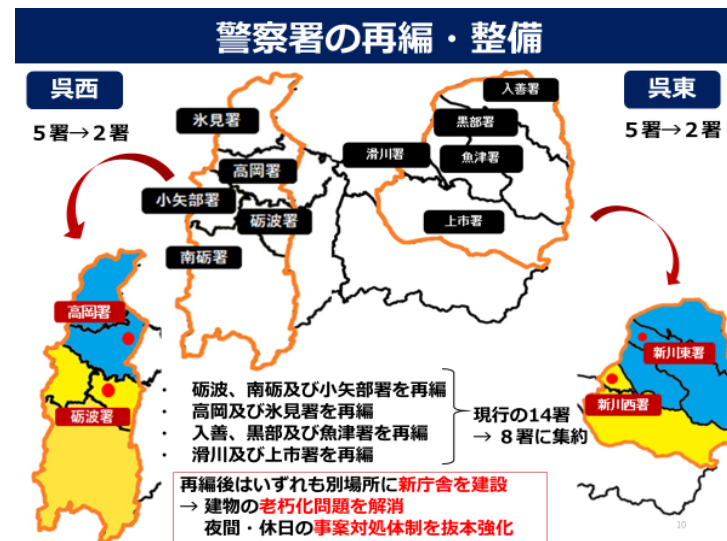 警察署の再編・整備
呉西
5署→2署
呉東
5署→2署
氷見署
高岡署
小矢部署
砺波署
南砺署
入善署
黒部署
滑川署
魚津署
上市署
高岡署
砺波署
新川東署
新川西署
・ 砺波、南砺及び小矢部署を再編
・ 高岡及び氷見署を再編
・ 入善、黒部及び魚津署を再編
・ 滑川及び上市署を再編
現行の14署
→ 8署に集約
再編後はいずれも別場所に新庁舎を建設
→ 建物の老朽化問題を解消
夜間・休日の事案対処体制を抜本強化
10